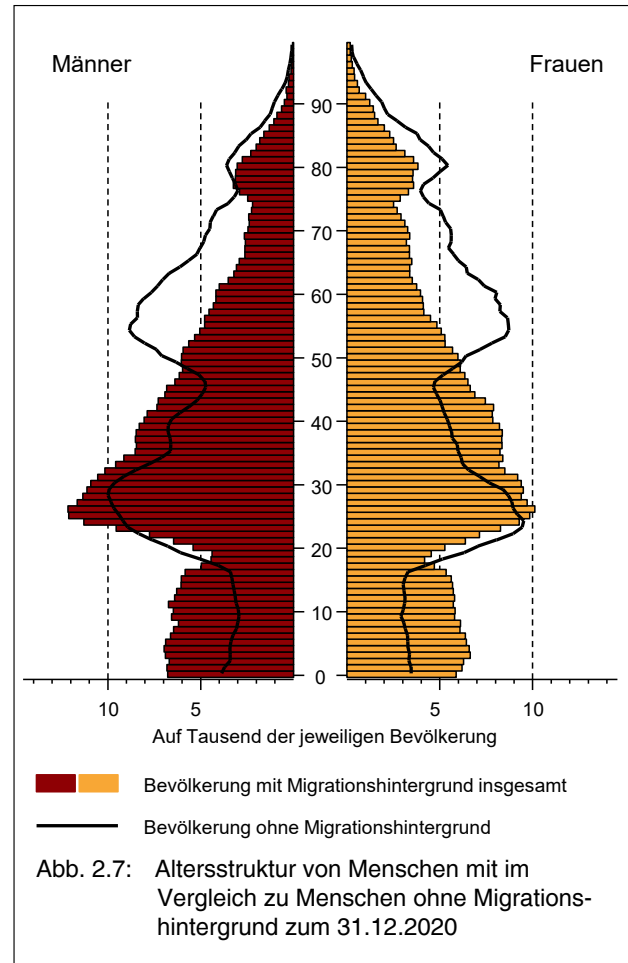 Männer
Frauen
90
80
70
60
50
40
30
20
10
0
10
5
5
10
Auf Tausend der jeweiligen Bevölkerung
Bevölkerung mit Migrationshintergrund insgesamt
Bevölkerung ohne Migrationshintergrund
Abb. 2.7: Altersstruktur von Menschen mit im
Vergleich zu Menschen ohne Migrations-
hintergrund zum 31.12.2020